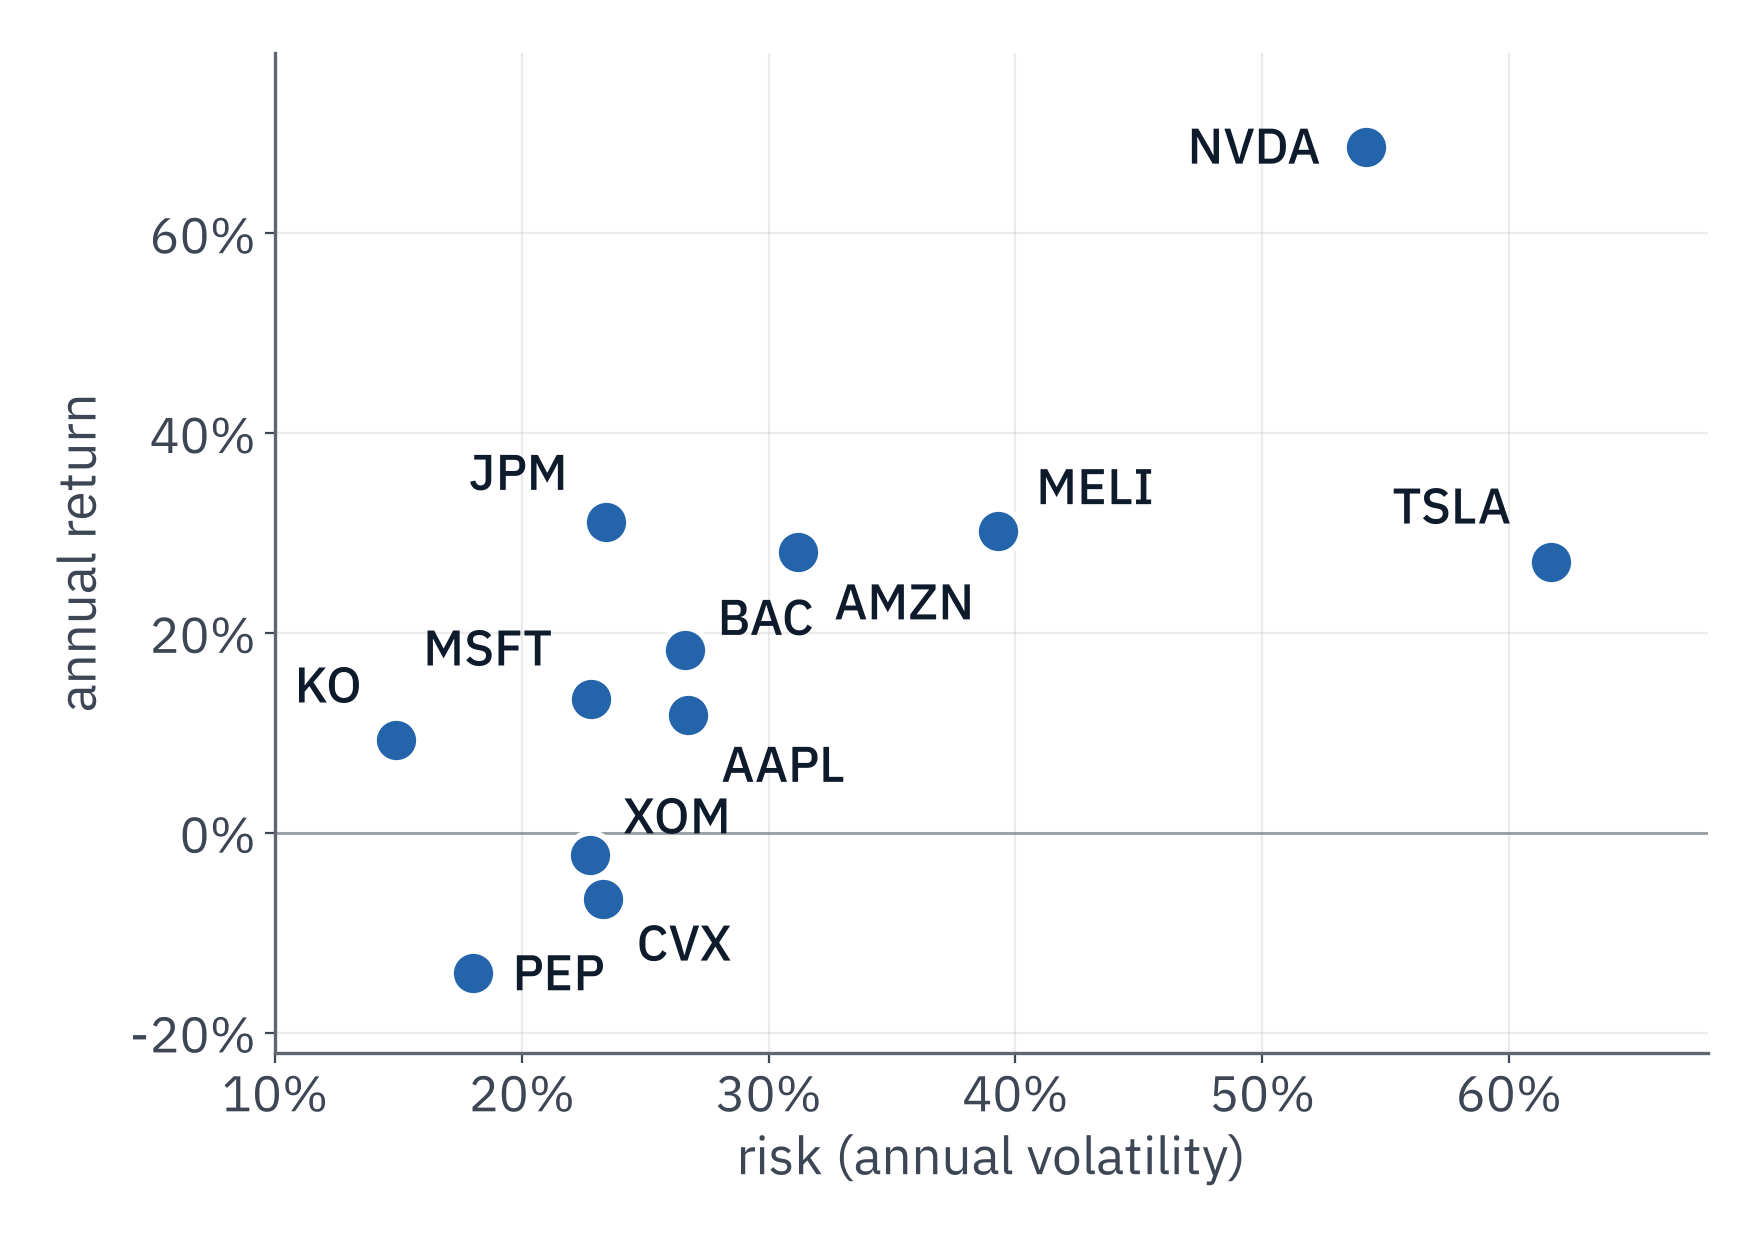 NVDA
60%
40%
JPM
MELI
TSLA
AMZN
BAC
20%
MSFT
KO
AAPL
XOM
0%
CVX
PEP
-20%
10%
20%
30%
40%
50%
60%
risk (annual volatility)
annual return